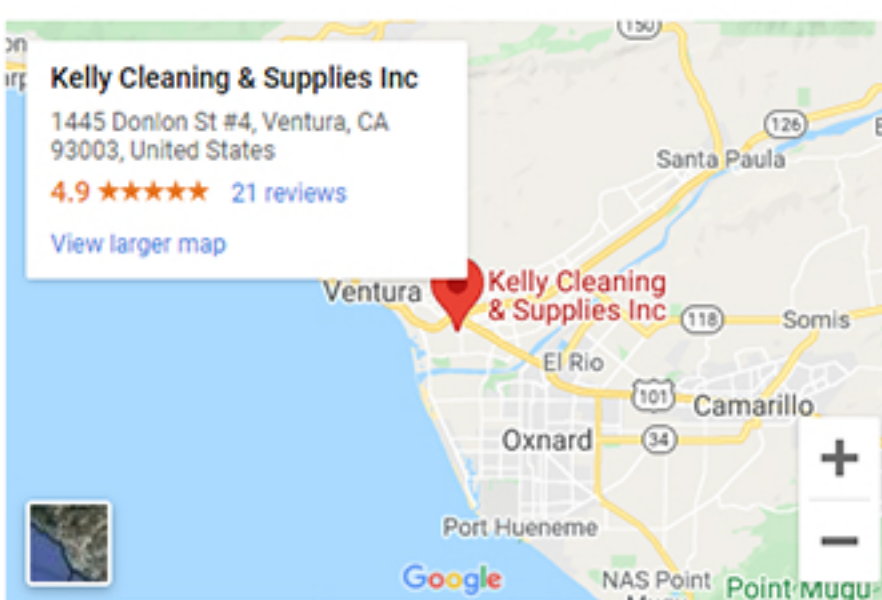 150
Kelly Cleaning & Supplies Inc
1445 Donlon St #4, Ventura, CA
93003, United States
4.9 ★★★★★ 21 reviews
View larger map
126
Santa Paula
Ventura
Kelly Cleaning
& Supplies Inc
118
Somis
El Rio
101
Camarillo
Oxnard
34
+
Port Hueneme
−
Google
NAS Point
Point Mugu